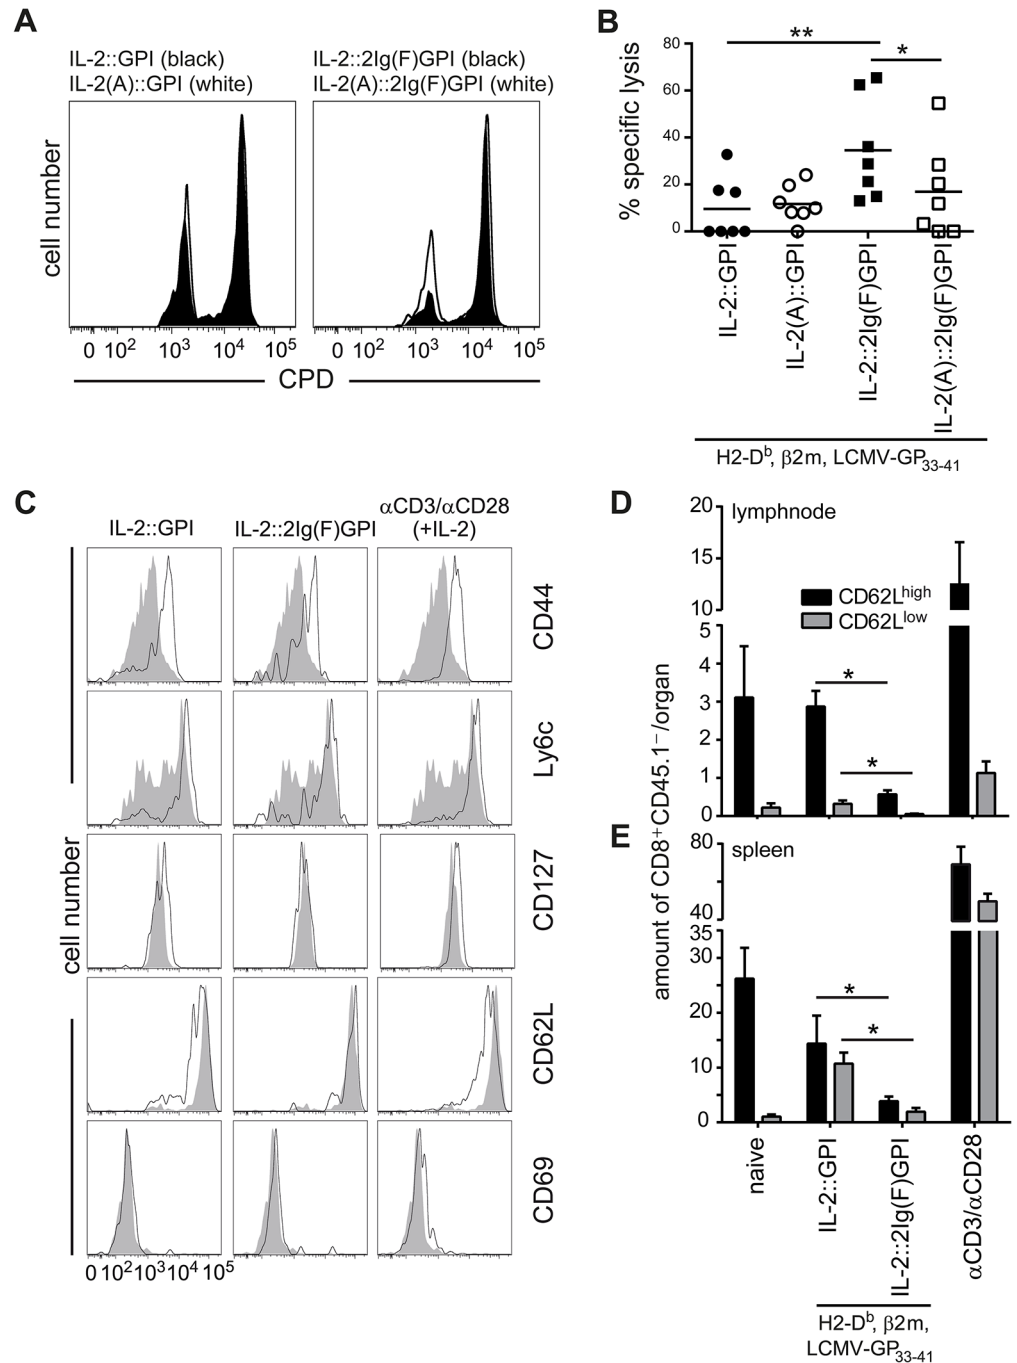 A
IL-2::GPI (black)
IL-2(A)::GPI (white)
IL-2::2Ig(F)GPI (black)
IL-2(A)::2Ig(F)GPI (white)
cell number
0 10² 10³ 10⁴ 10⁵
0 10² 10³ 10⁴ 10⁵
CPD
B
% specific lysis
80
60
40
20
0
**
*
IL-2::GPI
IL-2(A)::GPI
IL-2::2Ig(F)GPI
IL-2(A)::2Ig(F)GPI
H2-Dᵇ, β2m, LCMV-GP₃₃₋₄₁
C
IL-2::GPI
IL-2::2Ig(F)GPI
αCD3/αCD28
(+IL-2)
CD44
Ly6c
CD127
CD62L
CD69
cell number
0 10² 10³ 10⁴ 10⁵
D
lymphnode
20
15
10
5
4
3
2
1
0
CD62Lʰⁱᵍʰ
CD62Lˡᵒʷ
*
*
amount of CD8⁺CD45.1⁻/organ
E
spleen
80
40
35
30
20
10
0
*
*
naive
IL-2::GPI
IL-2::2Ig(F)GPI
αCD3/αCD28
H2-Dᵇ, β2m,
LCMV-GP₃₃₋₄₁